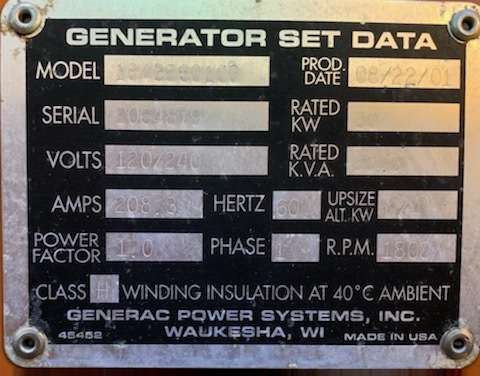 GENERATOR SET DATA
MODEL PROD. DATE 08/22/01
SERIAL RATED KW
VOLTS 120/240 RATED K.V.A.
AMPS 208.3 HERTZ 60 UPSIZE ALT. KW
POWER FACTOR 1.0 PHASE 1 R.P.M.
CLASS H WINDING INSULATION AT 40°C AMBIENT
GENERAC POWER SYSTEMS, INC.
WAUKESHA, WI
45452 MADE IN USA